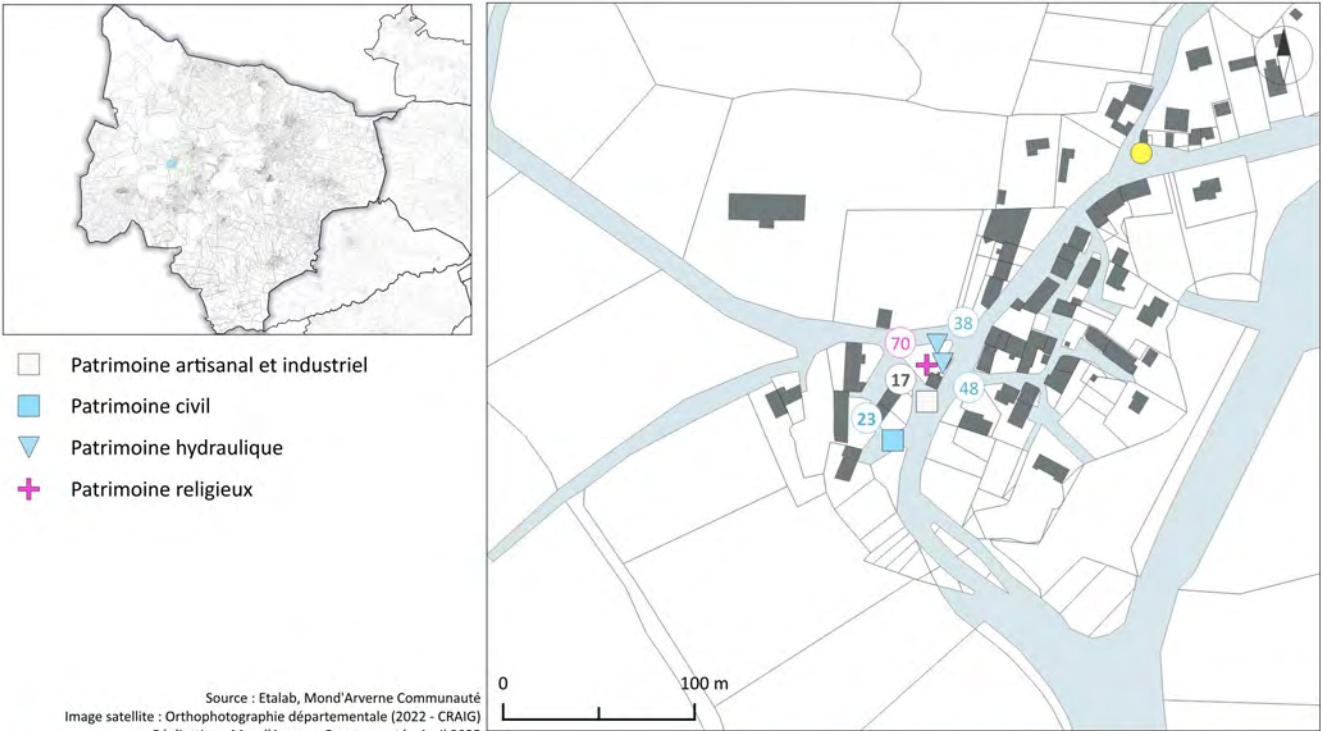 Patrimoine artisanal et industriel
Patrimoine civil
Patrimoine hydraulique
Patrimoine religieux
Source : Etalab, Mond'Arverne Communauté
Image satellite : Orthophotographie départementale (2022 - CRAIG)
38
70
17
48
23
0 100 m